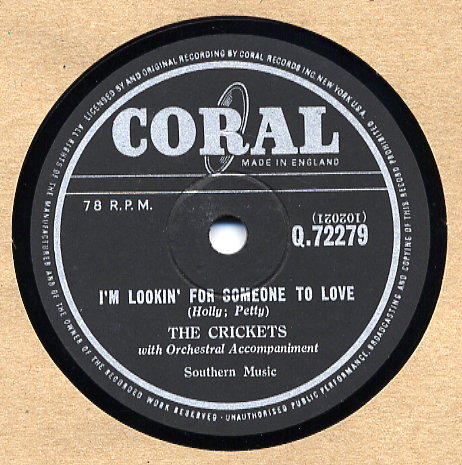 ALL RIGHTS OF THE MANUFACTURERS AND OF THE OWNER OF THE RECORDED WORK RESERVED - UNAUTHORISED PUBLIC PERFORMANCE, BROADCASTING AND COPYING OF THIS RECORD PROHIBITED
LICENSED BY AND ORIGINAL RECORDING BY CORAL RECORDS INC. NEW YORK U.S.A.
CORAL
MADE IN ENGLAND
78 R.P.M.
(102021)
Q.72279
I'M LOOKIN' FOR SOMEONE TO LOVE
(Holly; Petty)
THE CRICKETS
with Orchestral Accompaniment
Southern Music